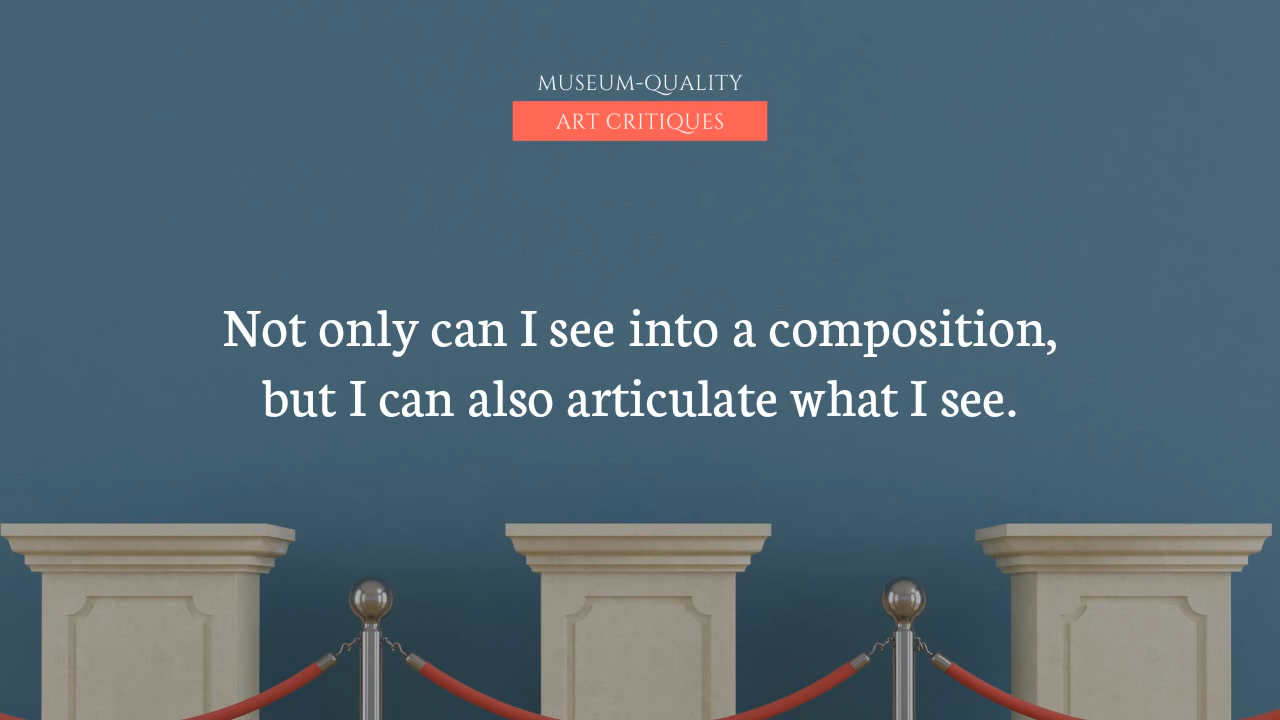 MUSEUM-QUALITY
ART CRITIQUES
Not only can I see into a composition,
but I can also articulate what I see.